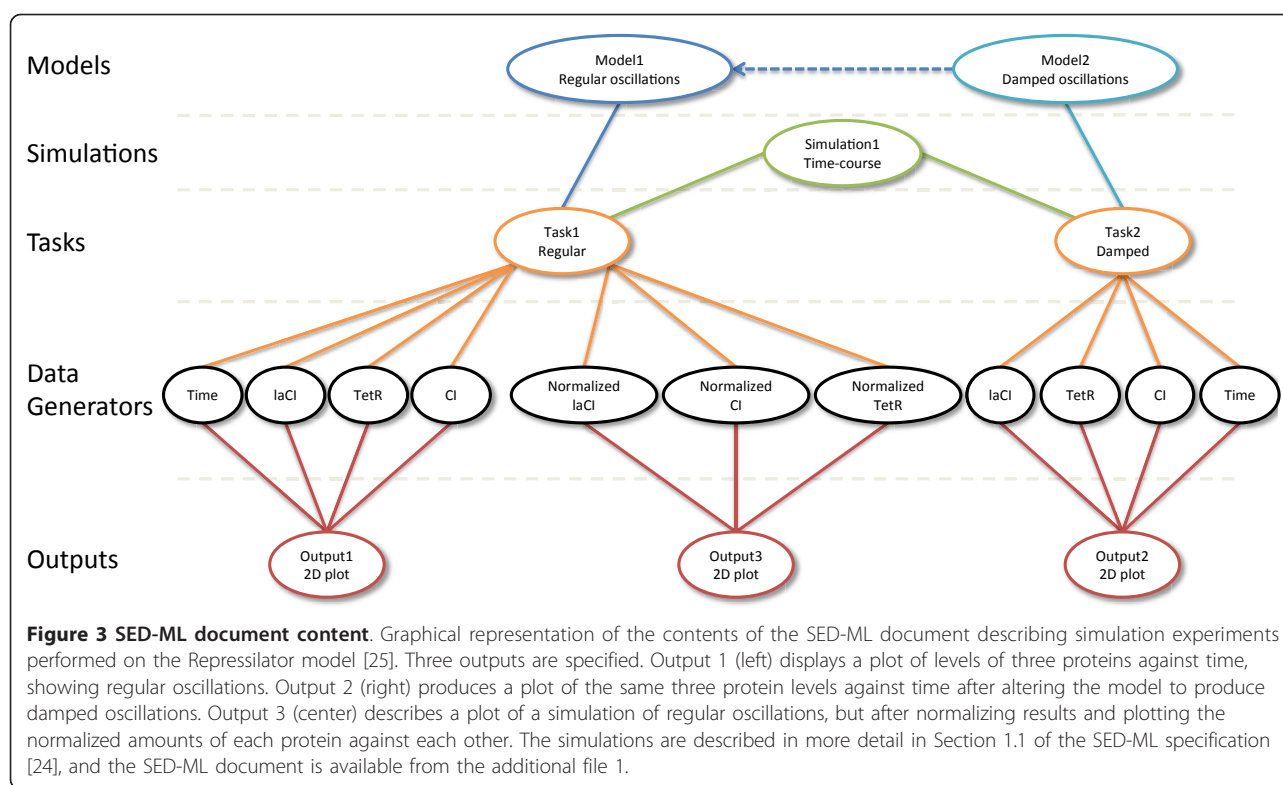 Models
Model1
Regular oscillations
Model2
Damped oscillations
Simulations
Simulation1
Time-course
Tasks
Task1
Regular
Task2
Damped
Data
Generators
Time
laCI
TetR
CI
Normalized
laCI
Normalized
CI
Normalized
TetR
laCI
TetR
CI
Time
Outputs
Output1
2D plot
Output3
2D plot
Output2
2D plot
Figure 3 SED-ML document content. Graphical representation of the contents of the SED-ML document describing simulation experiments
performed on the Repressilator model [25]. Three outputs are specified. Output 1 (left) displays a plot of levels of three proteins against time,
showing regular oscillations. Output 2 (right) produces a plot of the same three protein levels against time after altering the model to produce
damped oscillations. Output 3 (center) describes a plot of a simulation of regular oscillations, but after normalizing results and plotting the
normalized amounts of each protein against each other. The simulations are described in more detail in Section 1.1 of the SED-ML specification
[24], and the SED-ML document is available from the additional file 1.